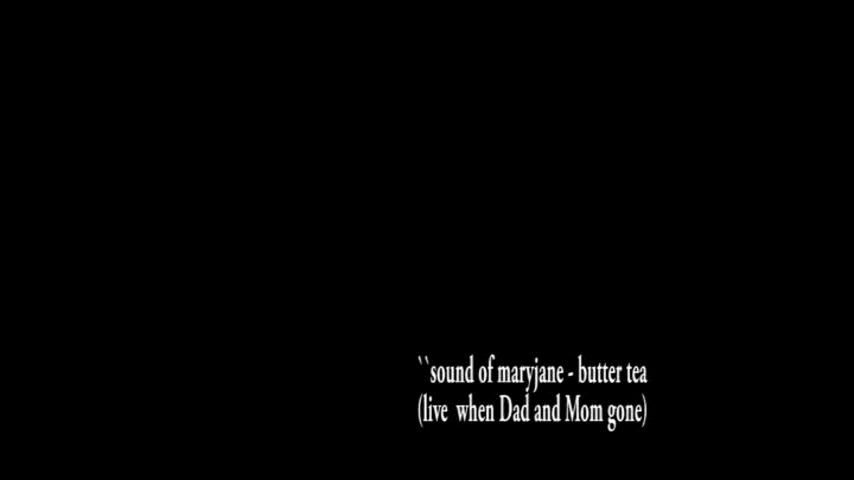 ``sound of maryjane - butter tea
(live  when Dad and Mom gone)